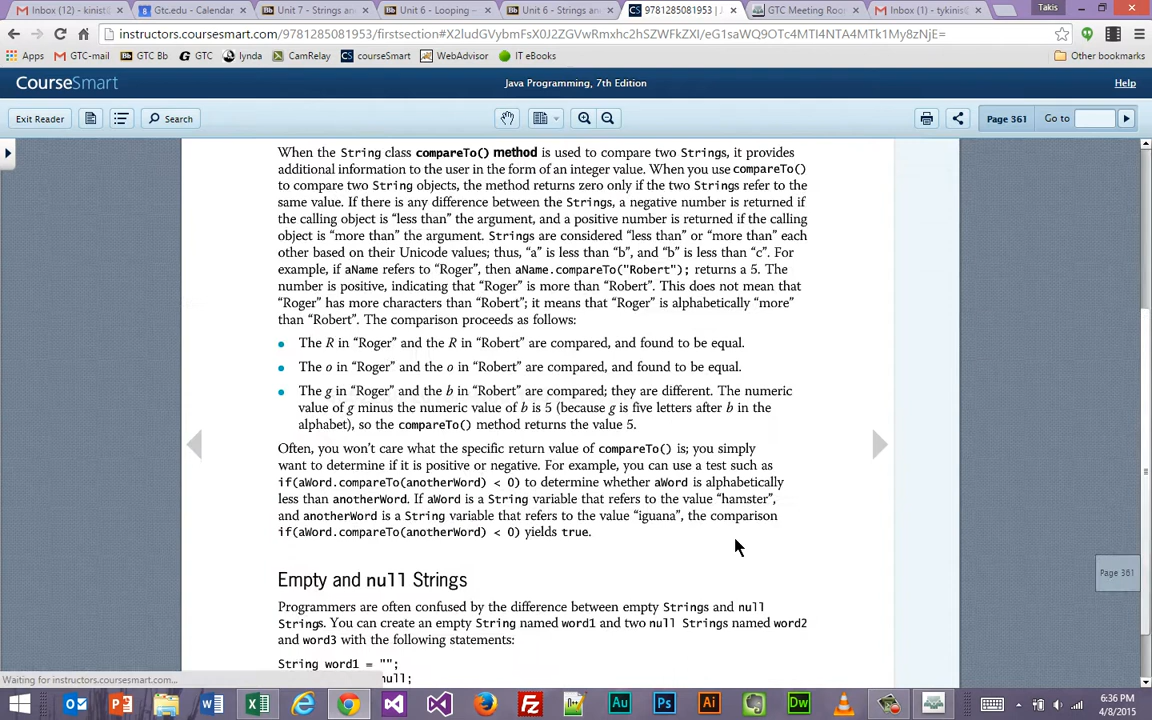 Inbox (12) - kinist
Gtc.edu - Calendar
Unit 7 - Strings an
Unit 6 - Looping –
Unit 6 - Strings an
9781285081953 | J
GTC Meeting Roor
Inbox (1) - tykinis
Takis
instructors.coursesmart.com/9781285081953/firstsection#X2ludGVybmFsX0J2ZGVwRmxhc2hSZWFkZXI/eG1saWQ9OTc4MTI4NTA4MTk1My8zNjE=
Apps
GTC-mail
GTC Bb
GTC
lynda
CamRelay
courseSmart
WebAdvisor
IT eBooks
Other bookmarks
CourseSmart
Java Programming, 7th Edition
Help
Exit Reader
Search
Page 361
Go to
When the String class compareTo() method is used to compare two Strings, it provides
additional information to the user in the form of an integer value. When you use compareTo()
to compare two String objects, the method returns zero only if the two Strings refer to the
same value. If there is any difference between the Strings, a negative number is returned if
the calling object is “less than” the argument, and a positive number is returned if the calling
object is “more than” the argument. Strings are considered “less than” or “more than” each
other based on their Unicode values; thus, “a” is less than “b”, and “b” is less than “c”. For
example, if aName refers to “Roger”, then aName.compareTo("Robert"); returns a 5. The
number is positive, indicating that “Roger” is more than “Robert”. This does not mean that
“Roger” has more characters than “Robert”; it means that “Roger” is alphabetically “more”
than “Robert”. The comparison proceeds as follows:
• The R in “Roger” and the R in “Robert” are compared, and found to be equal.
• The o in “Roger” and the o in “Robert” are compared, and found to be equal.
• The g in “Roger” and the b in “Robert” are compared; they are different. The numeric
value of g minus the numeric value of b is 5 (because g is five letters after b in the
alphabet), so the compareTo() method returns the value 5.
Often, you won’t care what the specific return value of compareTo() is; you simply
want to determine if it is positive or negative. For example, you can use a test such as
if(aWord.compareTo(anotherWord) < 0) to determine whether aWord is alphabetically
less than anotherWord. If aWord is a String variable that refers to the value “hamster”,
and anotherWord is a String variable that refers to the value “iguana”, the comparison
if(aWord.compareTo(anotherWord) < 0) yields true.
Page 361
Empty and null Strings
Programmers are often confused by the difference between empty Strings and null
Strings. You can create an empty String named word1 and two null Strings named word2
and word3 with the following statements:
String word1 = "";
null;
Waiting for instructors.coursesmart.com...
6:36 PM
4/8/2015